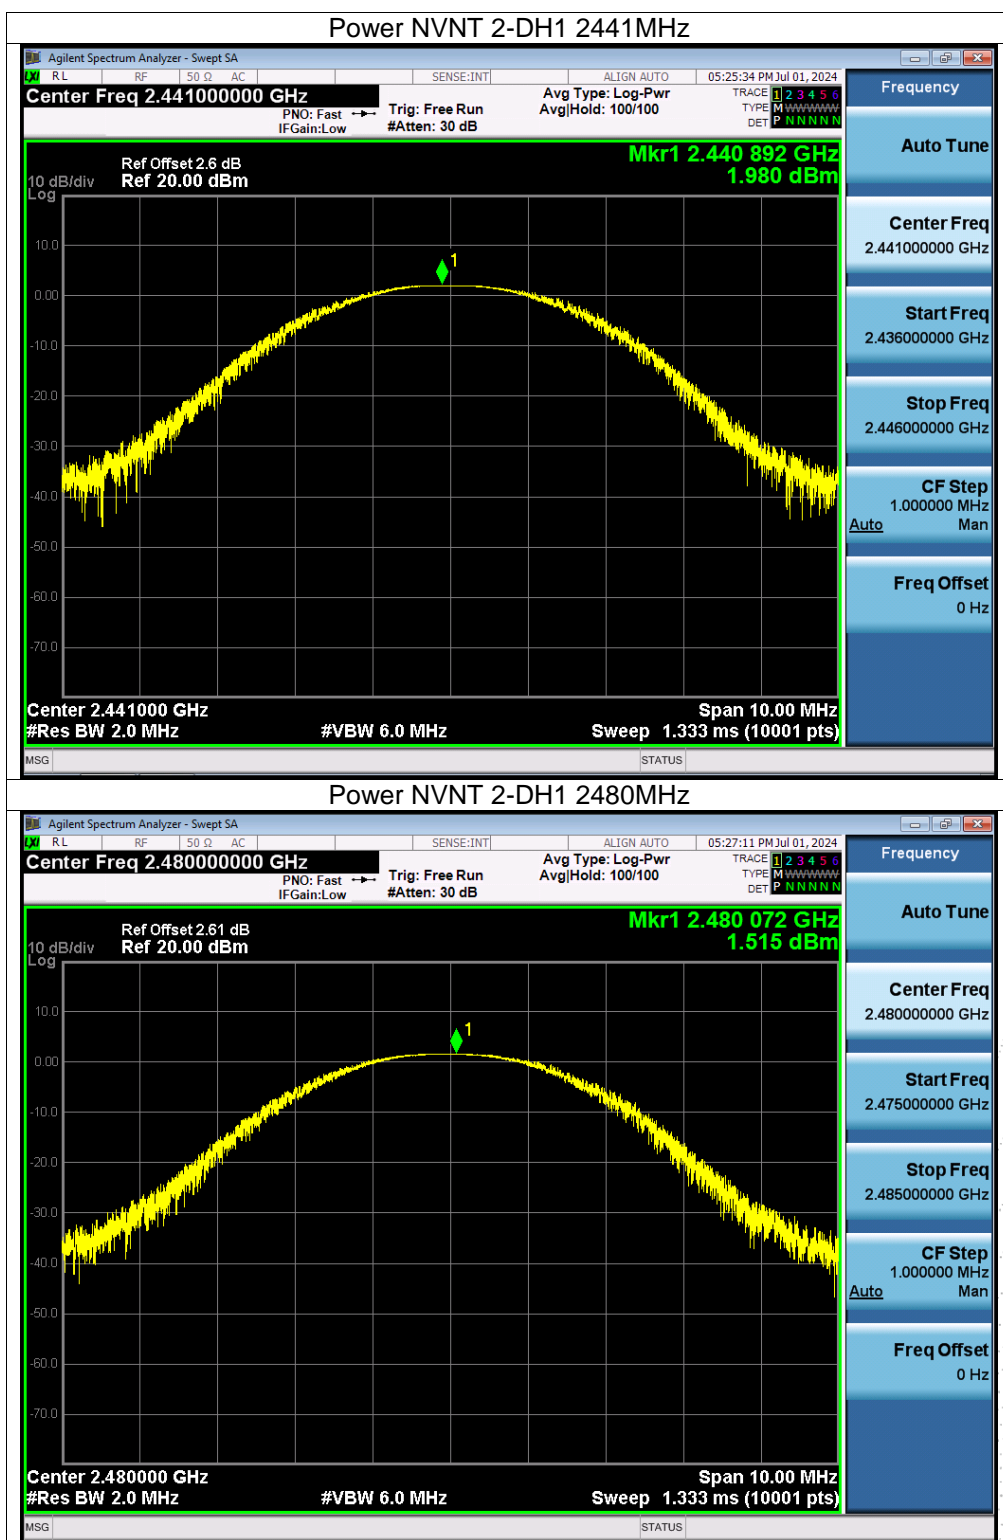 Power NVNT 2-DH1 2441MHz
Agilent Spectrum Analyzer - Swept SA
LXI RL RF 50 Ω AC SENSE:INT ALIGN AUTO 05:25:34 PM Jul 01, 2024
Center Freq 2.441000000 GHz
PNO: Fast
IFGain:Low
Trig: Free Run
#Atten: 30 dB
Avg Type: Log-Pwr
Avg|Hold: 100/100
TRACE 1 2 3 4 5 6
TYPE M WWWWW
DET P N N N N N
Frequency
Auto Tune
Mkr1 2.440 892 GHz
1.980 dBm
Ref Offset 2.6 dB
Ref 20.00 dBm
10 dB/div
Log
10.0
0.00
-10.0
-20.0
-30.0
-40.0
-50.0
-60.0
-70.0
1
Center Freq
2.441000000 GHz
Start Freq
2.436000000 GHz
Stop Freq
2.446000000 GHz
CF Step
1.000000 MHz
Auto Man
Freq Offset
0 Hz
Center 2.441000 GHz Span 10.00 MHz
#Res BW 2.0 MHz #VBW 6.0 MHz Sweep 1.333 ms (10001 pts)
MSG STATUS
Power NVNT 2-DH1 2480MHz
Agilent Spectrum Analyzer - Swept SA
LXI RL RF 50 Ω AC SENSE:INT ALIGN AUTO 05:27:11 PM Jul 01, 2024
Center Freq 2.480000000 GHz
PNO: Fast
IFGain:Low
Trig: Free Run
#Atten: 30 dB
Avg Type: Log-Pwr
Avg|Hold: 100/100
TRACE 1 2 3 4 5 6
TYPE M WWWWW
DET P N N N N N
Frequency
Auto Tune
Mkr1 2.480 072 GHz
1.515 dBm
Ref Offset 2.61 dB
Ref 20.00 dBm
10 dB/div
Log
10.0
0.00
-10.0
-20.0
-30.0
-40.0
-50.0
-60.0
-70.0
1
Center Freq
2.480000000 GHz
Start Freq
2.475000000 GHz
Stop Freq
2.485000000 GHz
CF Step
1.000000 MHz
Auto Man
Freq Offset
0 Hz
Center 2.480000 GHz Span 10.00 MHz
#Res BW 2.0 MHz #VBW 6.0 MHz Sweep 1.333 ms (10001 pts)
MSG STATUS